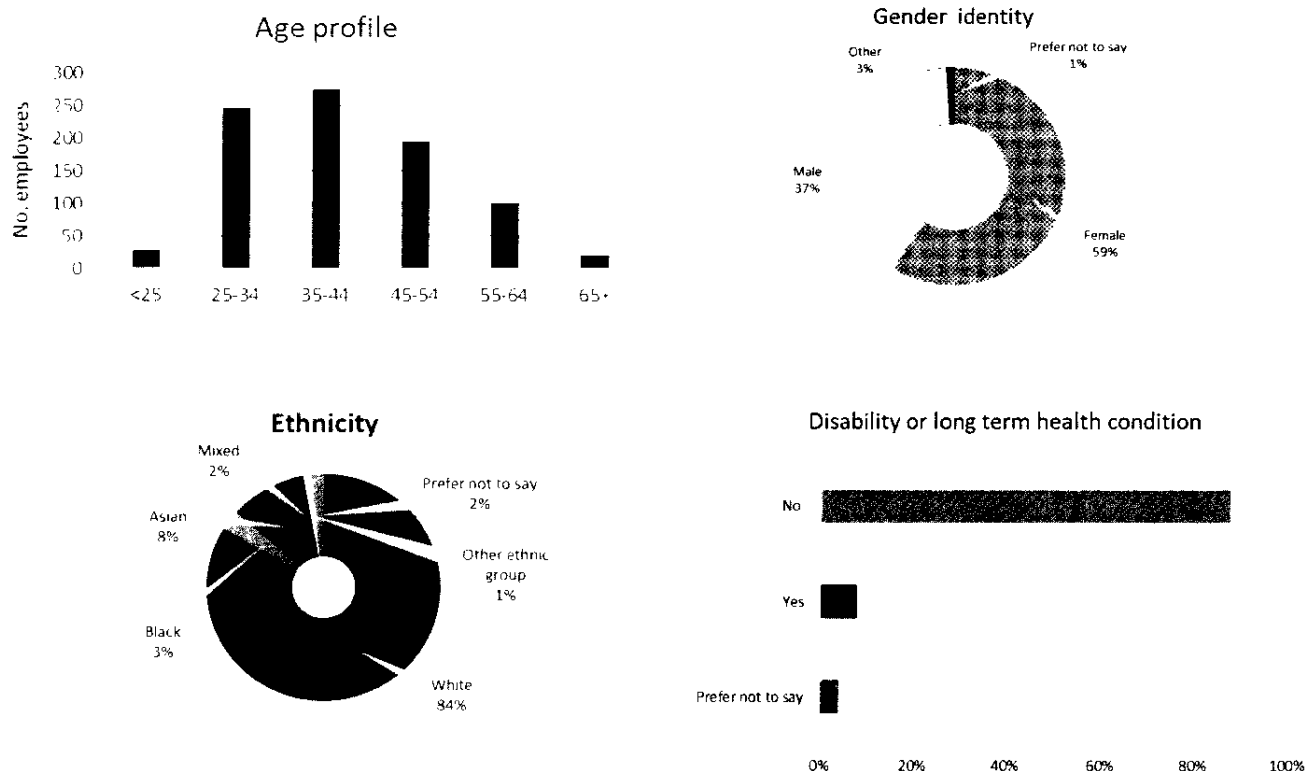 Age profile
No. employees
300
250
200
150
100
50
0
<25
25-34
35-44
45-54
55-64
65+
Gender identity
Other
3%
Prefer not to say
1%
Male
37%
Female
59%
Ethnicity
Mixed
2%
Prefer not to say
2%
Asian
8%
Other ethnic
group
1%
Black
3%
White
84%
Disability or long term health condition
No
Yes
Prefer not to say
0%
20%
40%
60%
80%
100%